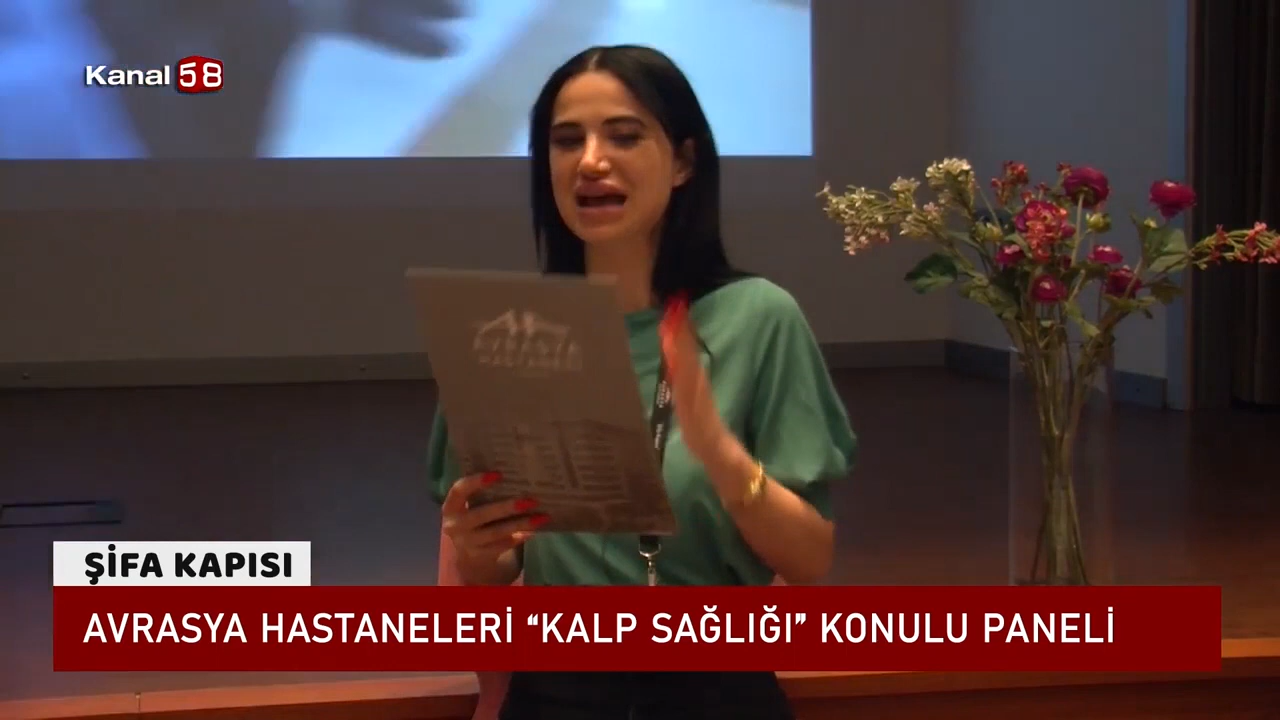 Kanal 58
ŞİFA KAPISI
AVRASYA HASTANELERİ “KALP SAĞLIĞI” KONULU PANELİ